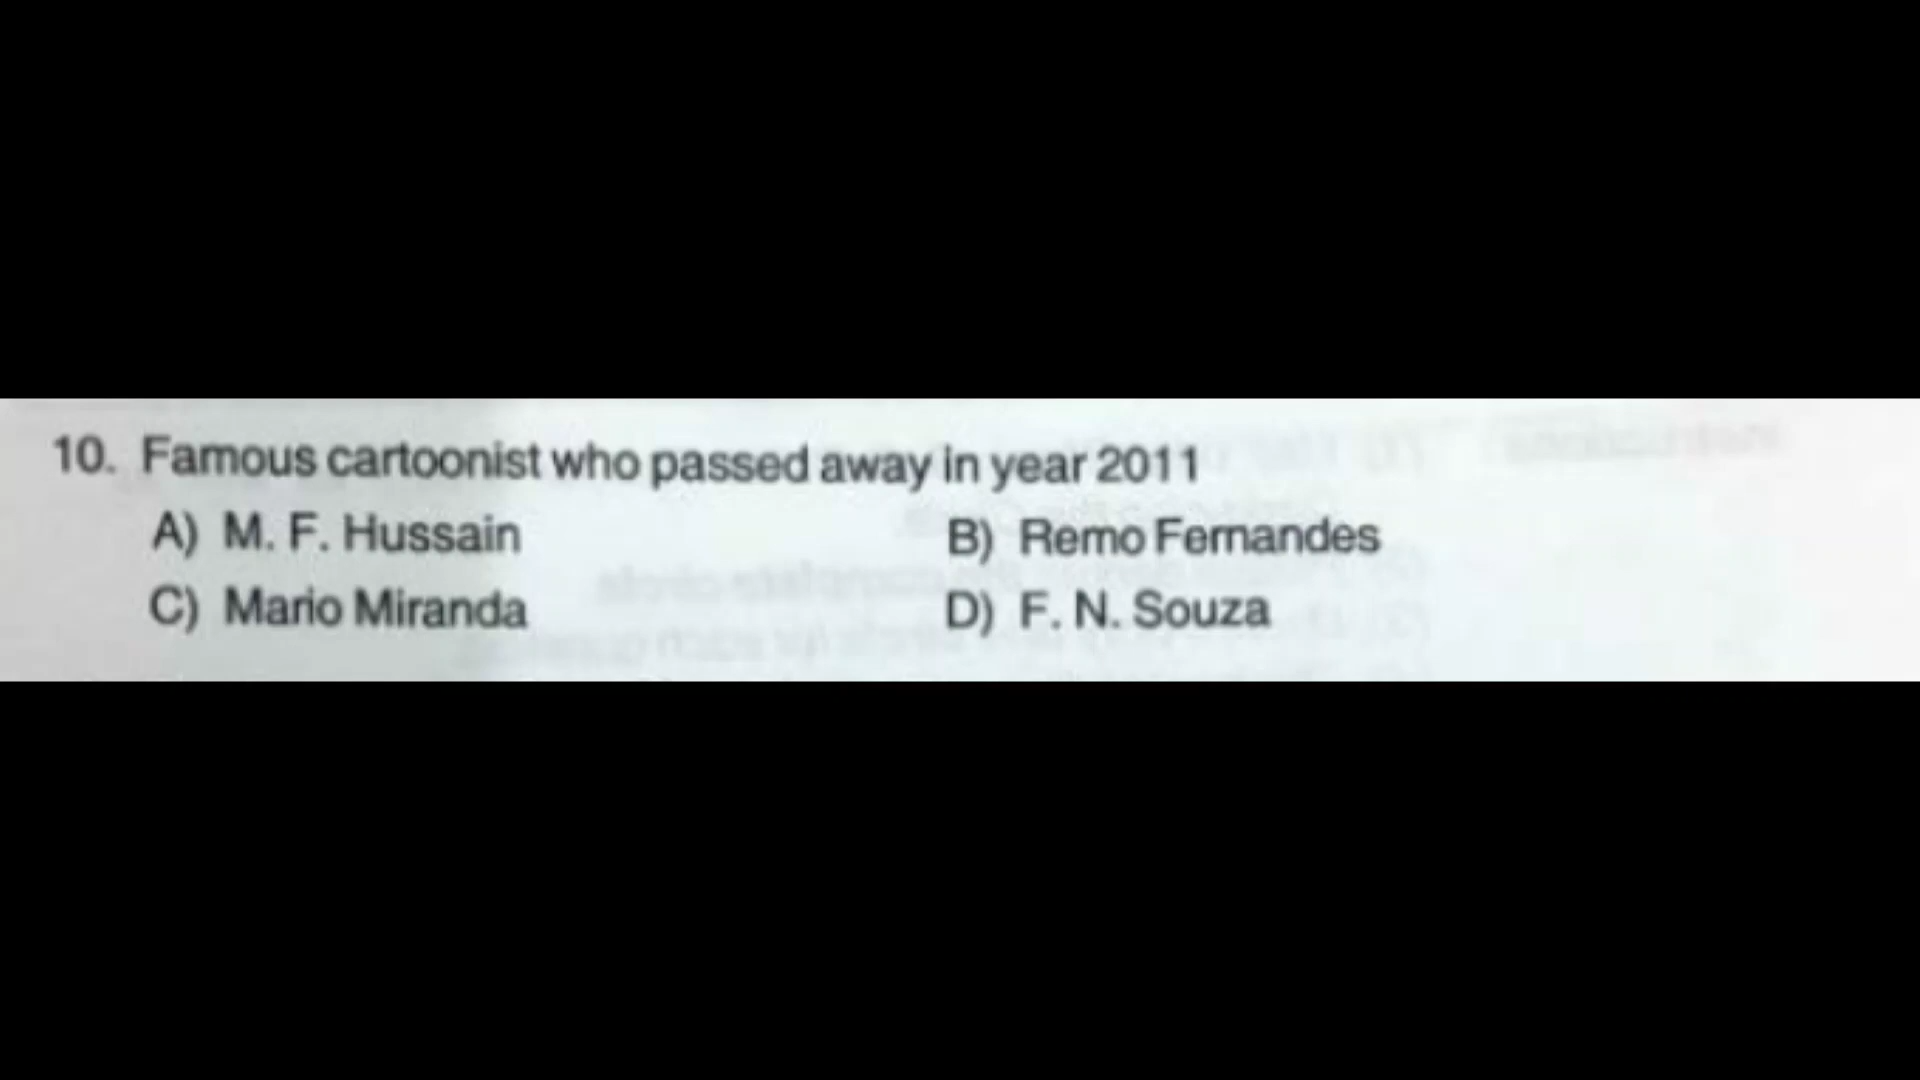 10. Famous cartoonist who passed away in year 2011
A) M. F. Hussain B) Remo Fernandes
C) Mario Miranda D) F. N. Souza